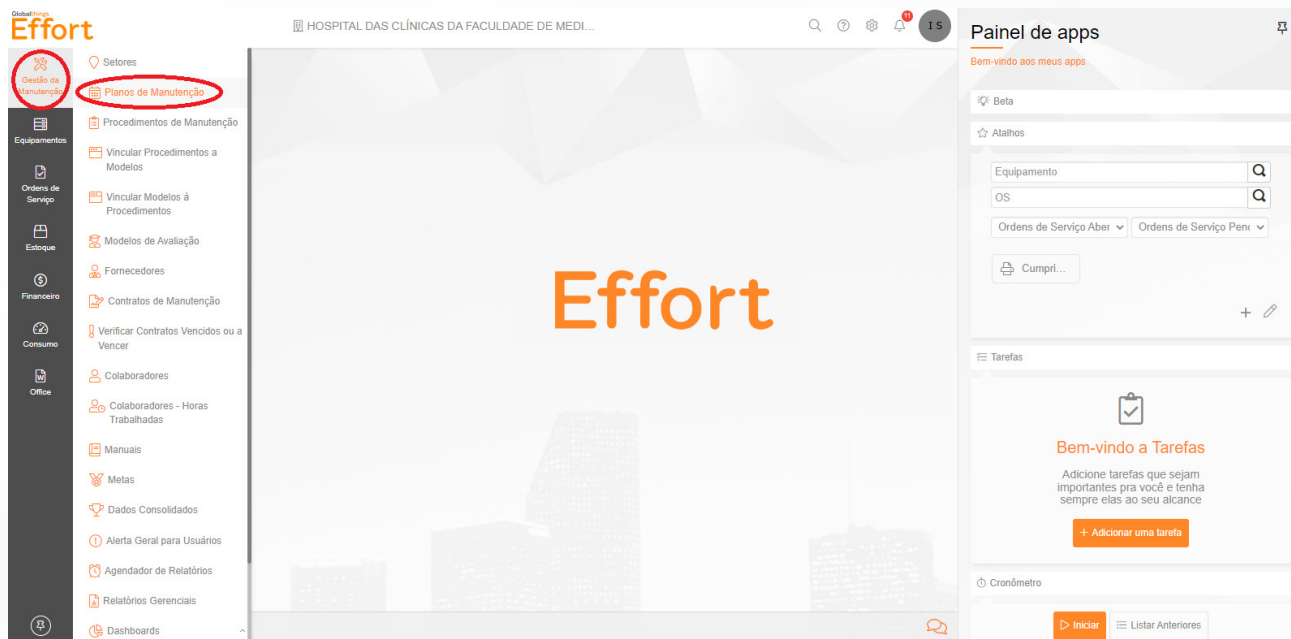 Globalthings
Effort
HOSPITAL DAS CLÍNICAS DA FACULDADE DE MEDI...
11
I S
Gestão da
Manutenção
Equipamentos
Ordens de
Serviço
Estoque
Financeiro
Consumo
Office
Setores
Planos de Manutenção
Procedimentos de Manutenção
Vincular Procedimentos a
Modelos
Vincular Modelos á
Procedimentos
Modelos de Avaliação
Fornecedores
Contratos de Manutenção
Verificar Contratos Vencidos ou a
Vencer
Colaboradores
Colaboradores - Horas
Trabalhadas
Manuais
Metas
Dados Consolidados
Alerta Geral para Usuários
Agendador de Relatórios
Relatórios Gerenciais
Dashboards
Effort
Painel de apps
Bem-vindo aos meus apps
Beta
Atalhos
Equipamento
OS
Ordens de Serviço Aber
Ordens de Serviço Pen
Cumpri...
Tarefas
Bem-vindo a Tarefas
Adicione tarefas que sejam
importantes pra você e tenha
sempre elas ao seu alcance
+ Adicionar uma tarefa
Cronômetro
Iniciar
Listar Anteriores